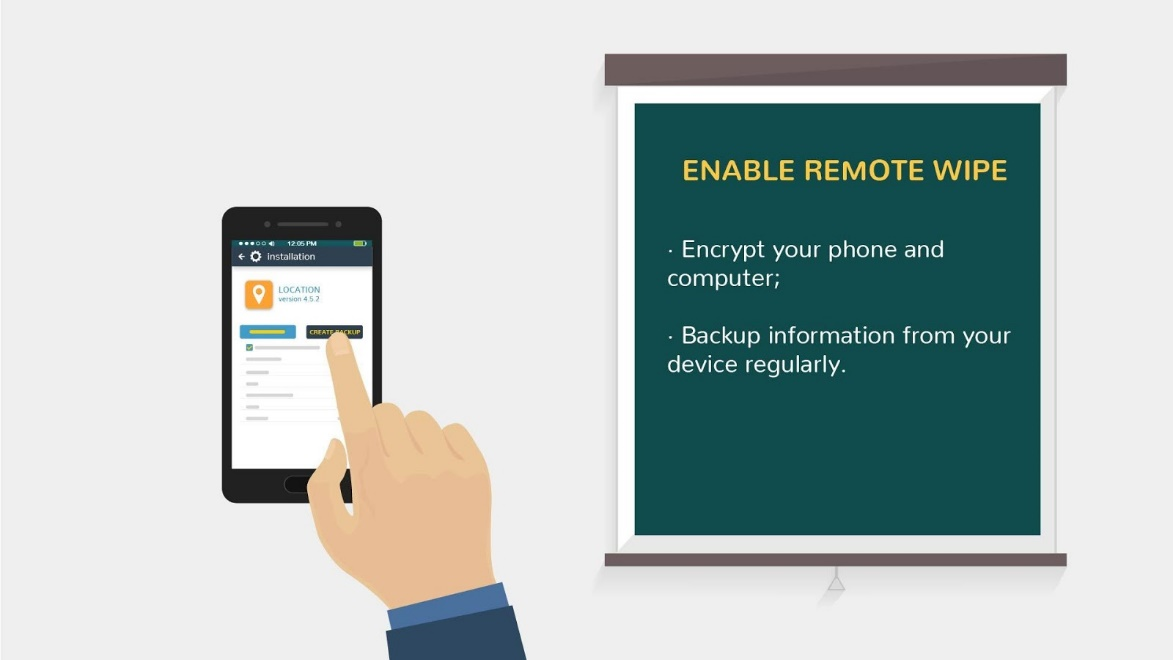 12:05 PM
installation
LOCATION
version 4.5.2
CREATE BACKUP
ENABLE REMOTE WIPE
· Encrypt your phone and
computer;
· Backup information from your
device regularly.